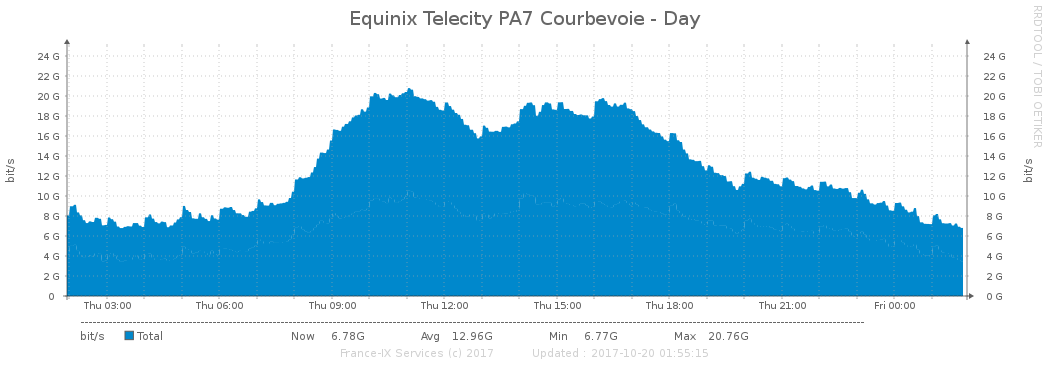 Equinix Telecity PA7 Courbevoie - Day
RRDTOOL / TOBI OETIKER
bit/s
24 G 24 G
22 G 22 G
20 G 20 G
18 G 18 G
16 G 16 G
14 G 14 G
12 G 12 G
10 G 10 G
8 G 8 G
6 G 6 G
4 G 4 G
2 G 2 G
0 0 G
bit/s
Thu 03:00 Thu 06:00 Thu 09:00 Thu 12:00 Thu 15:00 Thu 18:00 Thu 21:00 Fri 00:00
bit/s Total Now 6.78G Avg 12.96G Min 6.77G Max 20.76G
France-IX Services (c) 2017 Updated : 2017-10-20 01:55:15